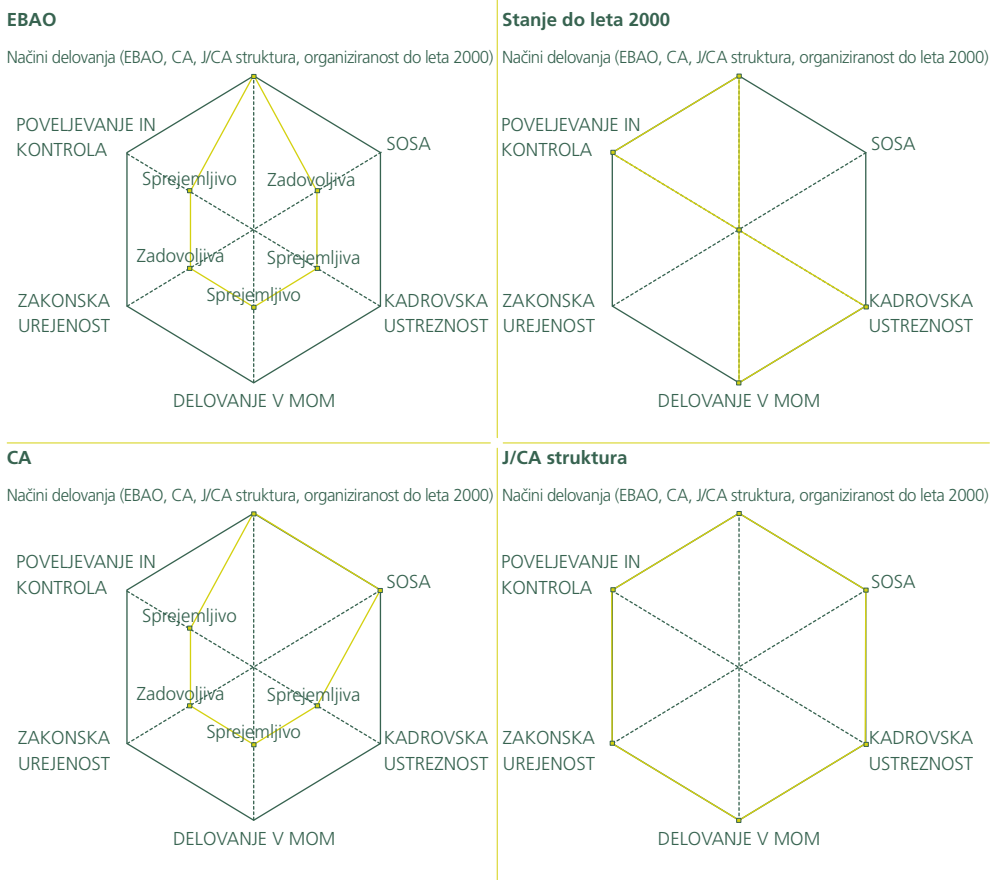 EBAO
Načini delovanja (EBAO, CA, J/CA struktura, organiziranost do leta 2000)
POVELJEVANJE IN
KONTROLA
SOSA
Sprejemljivo
Zadovoljiva
Zadovoljiva
Sprejemljiva
Sprejemljivo
ZAKONSKA
UREJENOST
KADROVSKA
USTREZNOST
DELOVANJE V MOM
Stanje do leta 2000
Načini delovanja (EBAO, CA, J/CA struktura, organiziranost do leta 2000)
POVELJEVANJE IN
KONTROLA
SOSA
ZAKONSKA
UREJENOST
KADROVSKA
USTREZNOST
DELOVANJE V MOM
CA
Načini delovanja (EBAO, CA, J/CA struktura, organiziranost do leta 2000)
POVELJEVANJE IN
KONTROLA
SOSA
Sprejemljivo
Zadovoljiva
Sprejemljiva
Sprejemljivo
ZAKONSKA
UREJENOST
KADROVSKA
USTREZNOST
DELOVANJE V MOM
J/CA struktura
Načini delovanja (EBAO, CA, J/CA struktura, organiziranost do leta 2000)
POVELJEVANJE IN
KONTROLA
SOSA
ZAKONSKA
UREJENOST
KADROVSKA
USTREZNOST
DELOVANJE V MOM